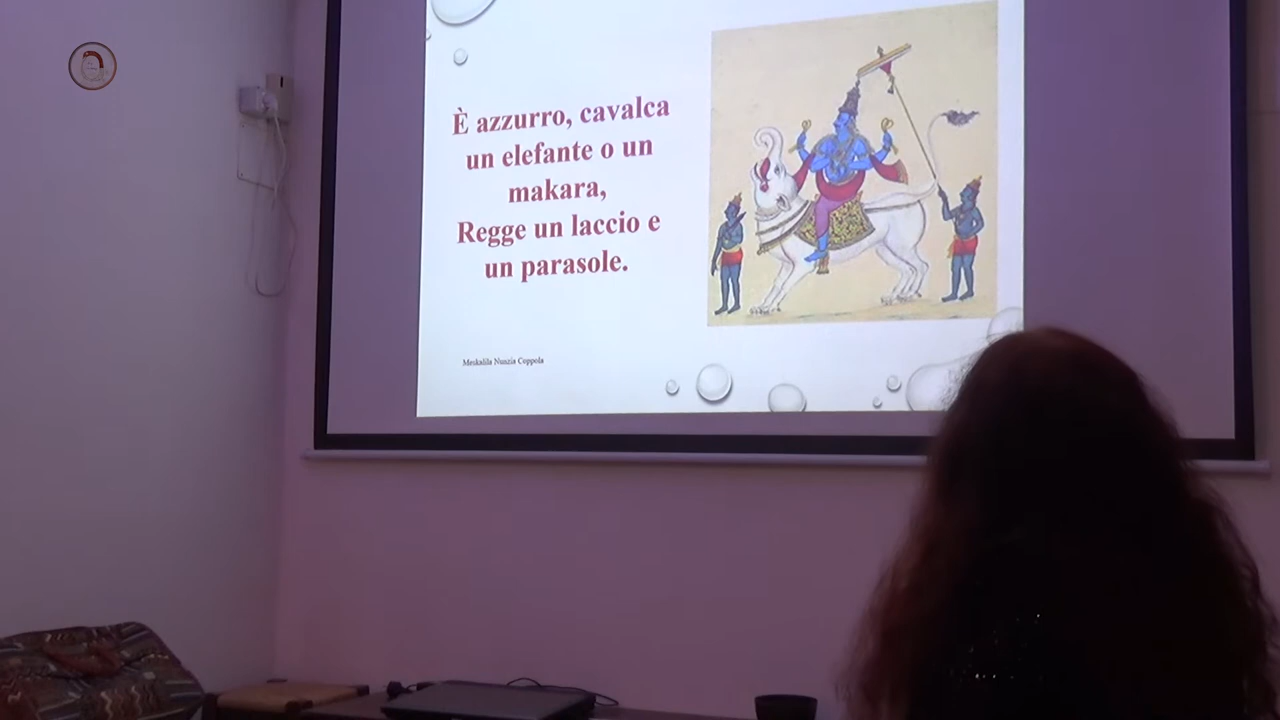 È azzurro, cavalca
un elefante o un
makara,
Regge un laccio e
un parasole.
Meskalila Nunzia Coppola